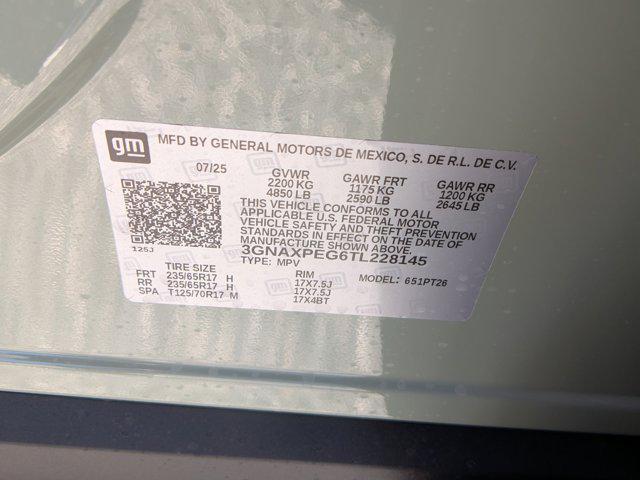 gm
MFD BY GENERAL MOTORS DE MEXICO, S. DE R.L. DE C.V.
07/25 GVWR GAWR FRT GAWR RR
2200 KG 1175 KG 1200 KG
4850 LB 2590 LB 2645 LB
THIS VEHICLE CONFORMS TO ALL
APPLICABLE U.S. FEDERAL MOTOR
VEHICLE SAFETY AND THEFT PREVENTION
STANDARDS IN EFFECT ON THE DATE OF
MANUFACTURE SHOWN ABOVE.
125J
3GNAXPEG6TL228145
TYPE: MPV
TIRE SIZE RIM MODEL: 651PT26
FRT 235/65R17 H 17X7.5J
RR 235/65R17 H 17X7.5J
SPA T125/70R17 M 17X4BT